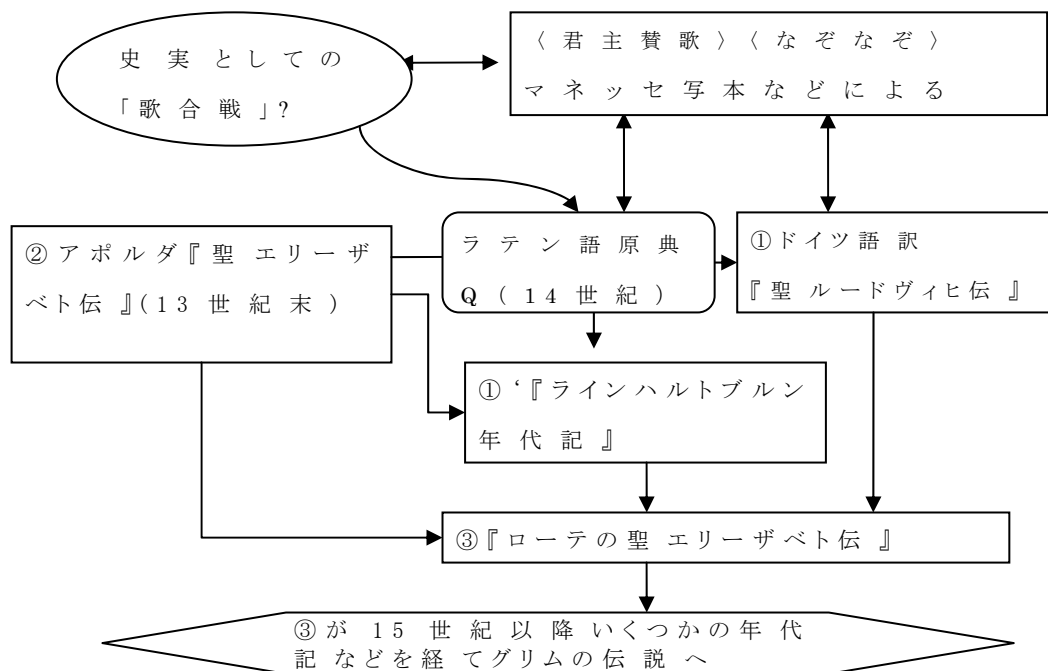 史実としての
「歌合戦」?
〈君主賛歌〉〈なぞなぞ〉
マネッセ写本などによる
②アポルダ『聖エリーザ
ベト伝』(13世紀末)
ラテン語原典
Q(14世紀)
①ドイツ語訳
『聖ルードヴィヒ伝』
①‘『ラインハルトブルン
年代記』
③『ローテの聖エリーザベト伝』
③が15世紀以降いくつかの年代
記などを経てグリムの伝説へ